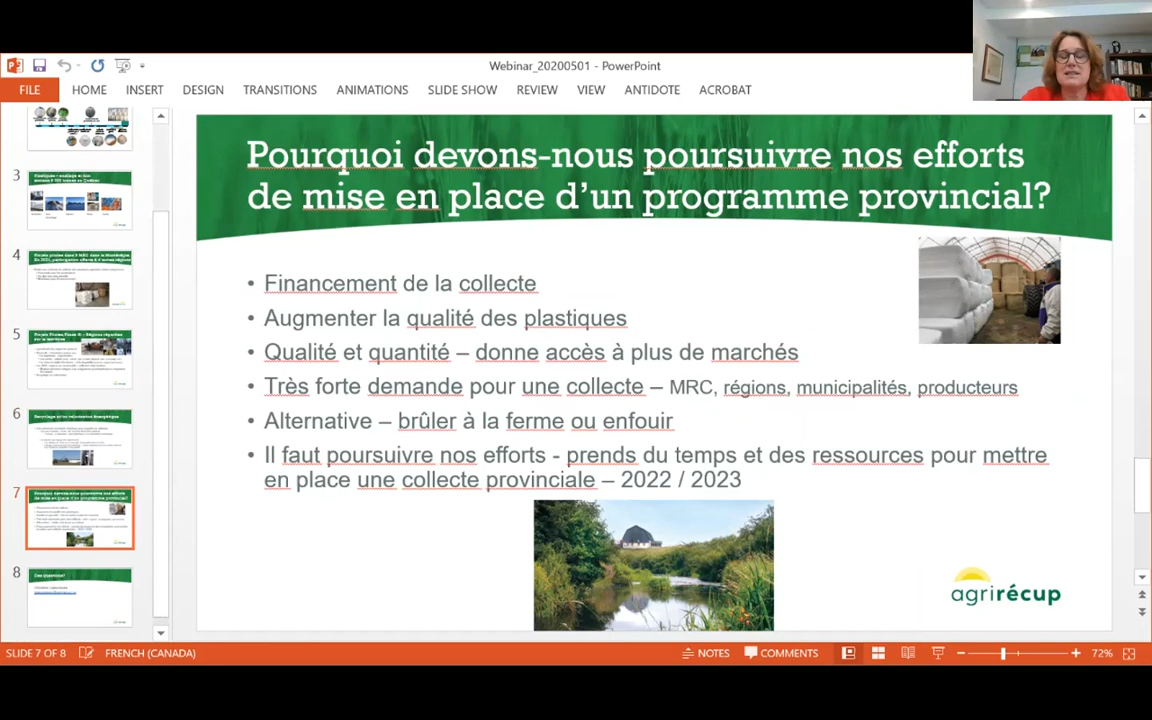 Webinar_20200501 - PowerPoint
FILE HOME INSERT DESIGN TRANSITIONS ANIMATIONS SLIDE SHOW REVIEW VIEW ANTIDOTE ACROBAT
3
4
5
6
7
8
Pourquoi devons-nous poursuivre nos efforts
de mise en place d'un programme provincial?
• Financement de la collecte
• Augmenter la qualité des plastiques
• Qualité et quantité – donne accès à plus de marchés
• Très forte demande pour une collecte – MRC, régions, municipalités, producteurs
• Alternative – brûler à la ferme ou enfouir
• Il faut poursuivre nos efforts - prends du temps et des ressources pour mettre
en place une collecte provinciale – 2022 / 2023
agrirécup
SLIDE 7 OF 8 FRENCH (CANADA) NOTES COMMENTS 72%